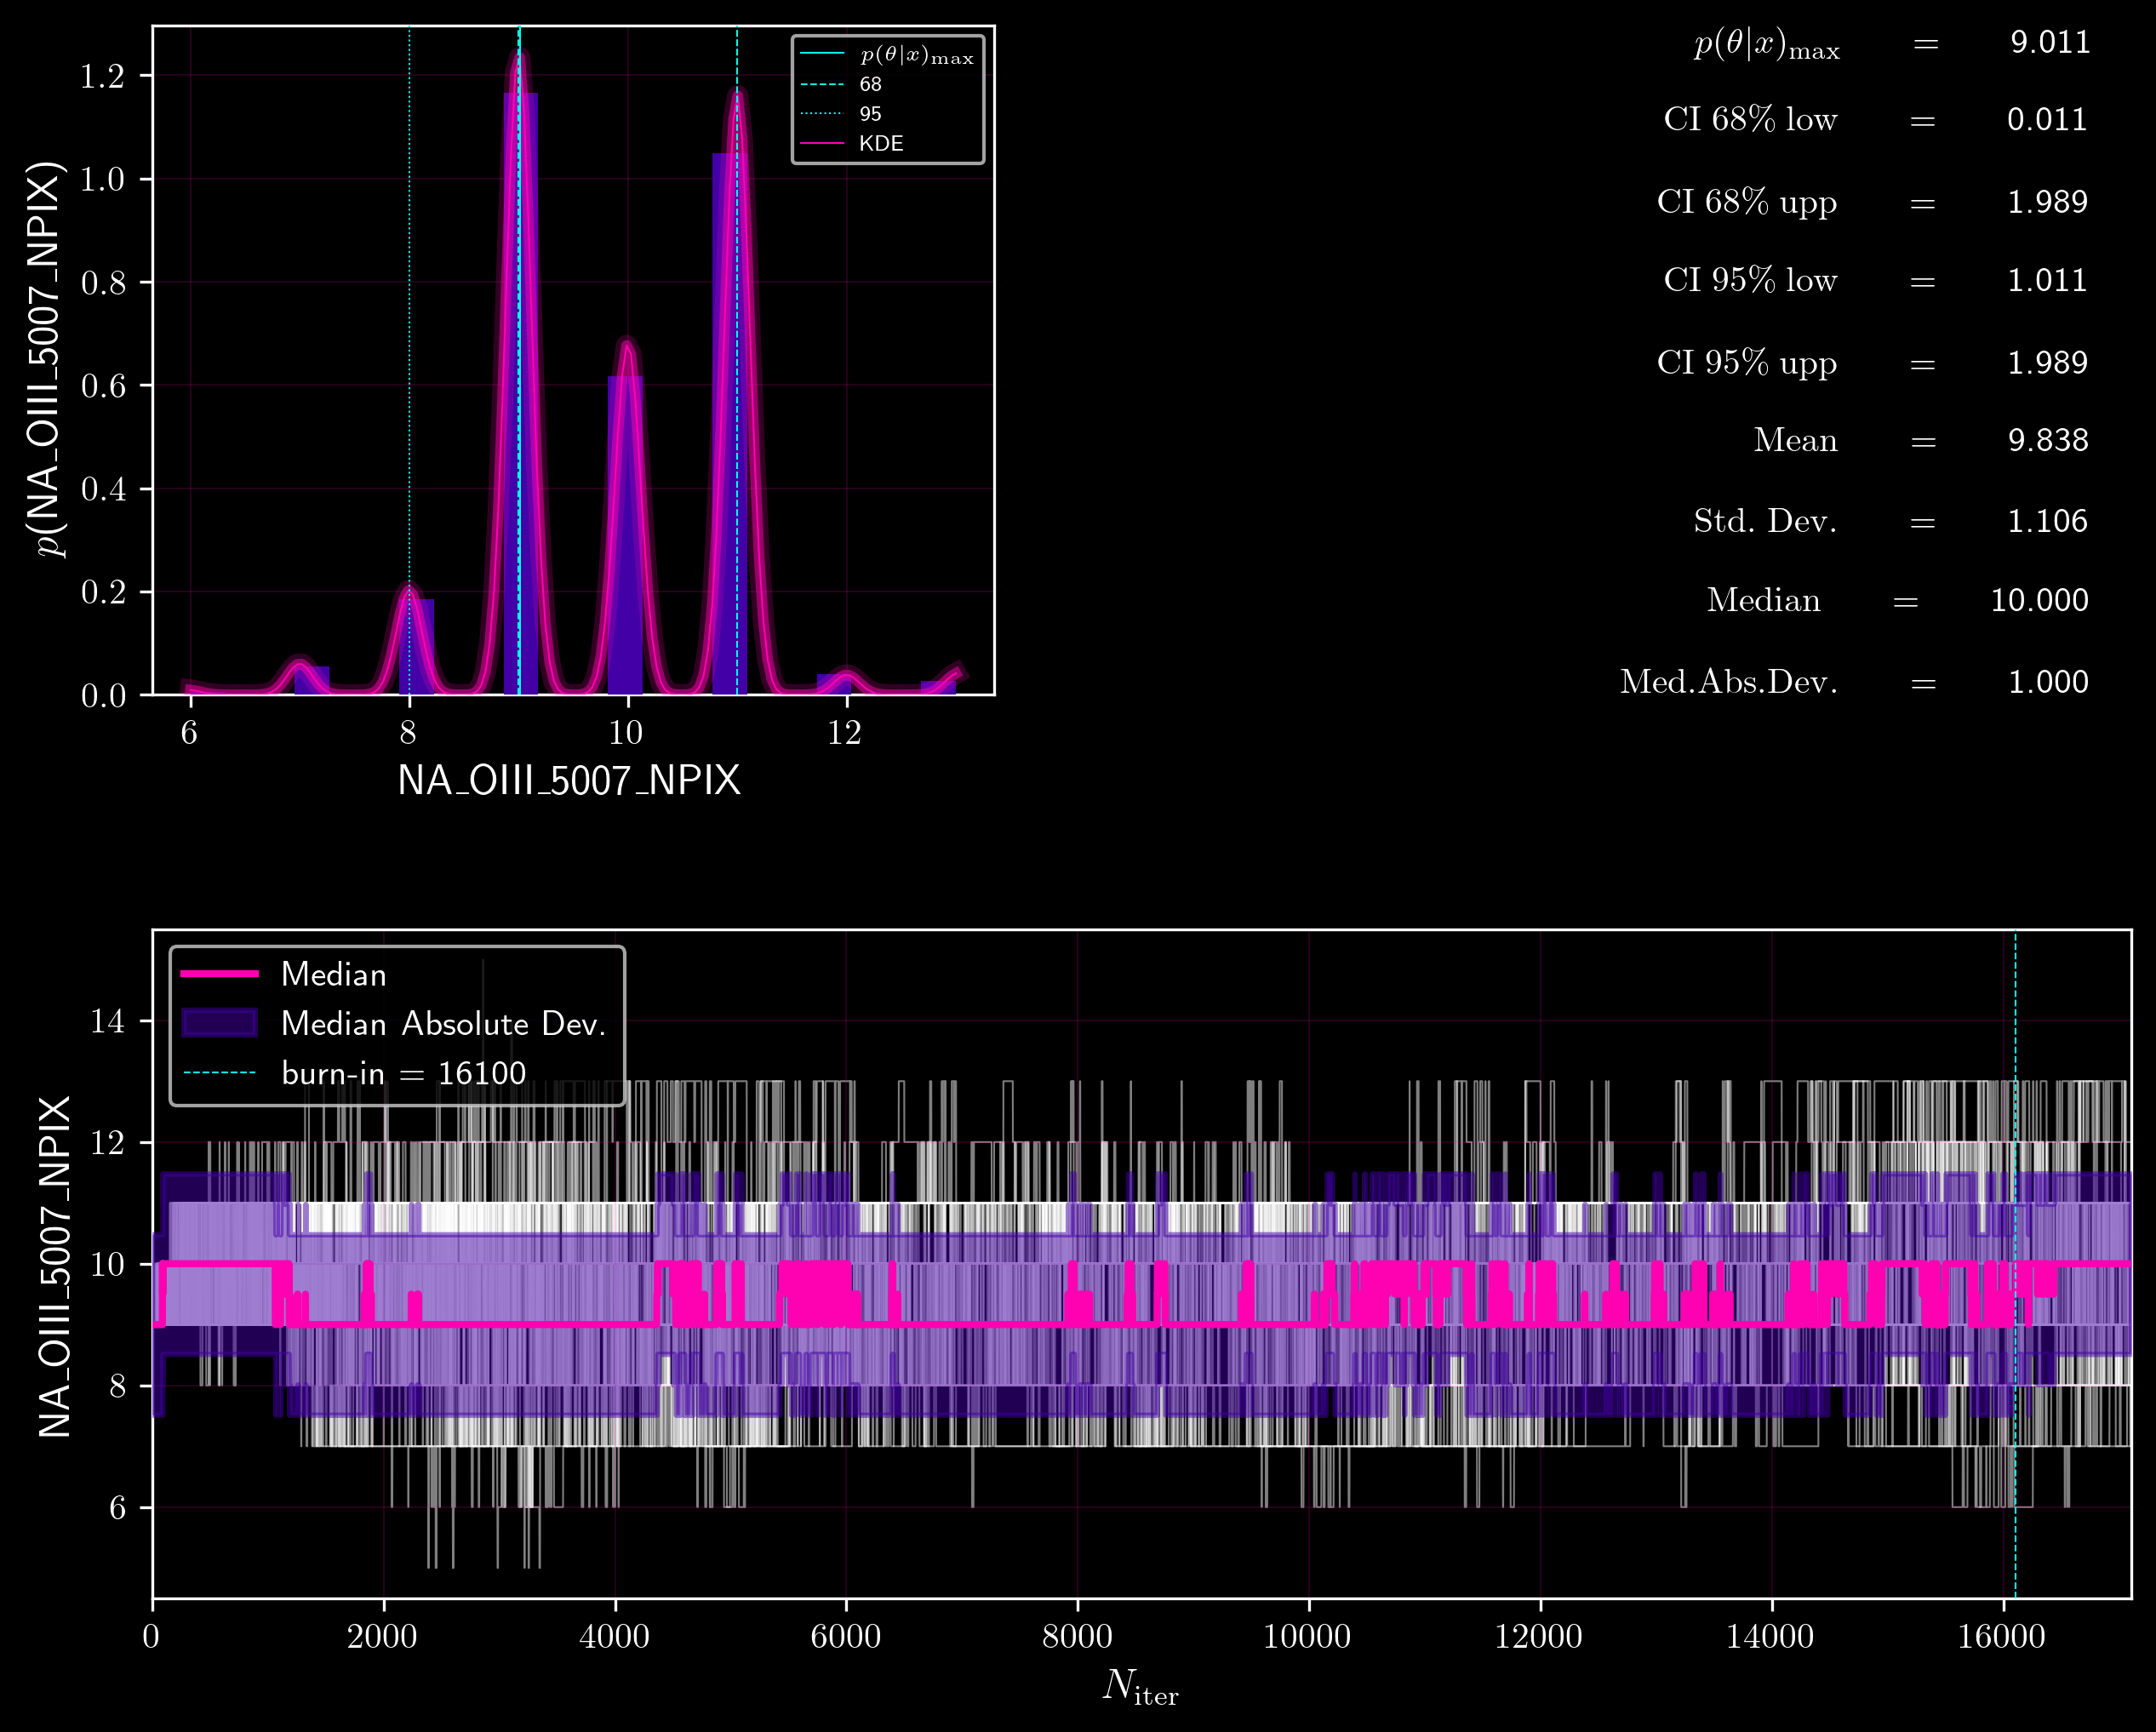 p(NA_OIII_5007_NPIX)
1.2
1.0
0.8
0.6
0.4
0.2
0.0
6 8 10 12
NA_OIII_5007_NPIX
p(θ|x)max
68
95
KDE
p(θ|x)max = 9.011
CI 68% low = 0.011
CI 68% upp = 1.989
CI 95% low = 1.011
CI 95% upp = 1.989
Mean = 9.838
Std. Dev. = 1.106
Median = 10.000
Med.Abs.Dev. = 1.000
NA_OIII_5007_NPIX
14
12
10
8
6
Median
Median Absolute Dev.
burn-in = 16100
0 2000 4000 6000 8000 10000 12000 14000 16000
Niter